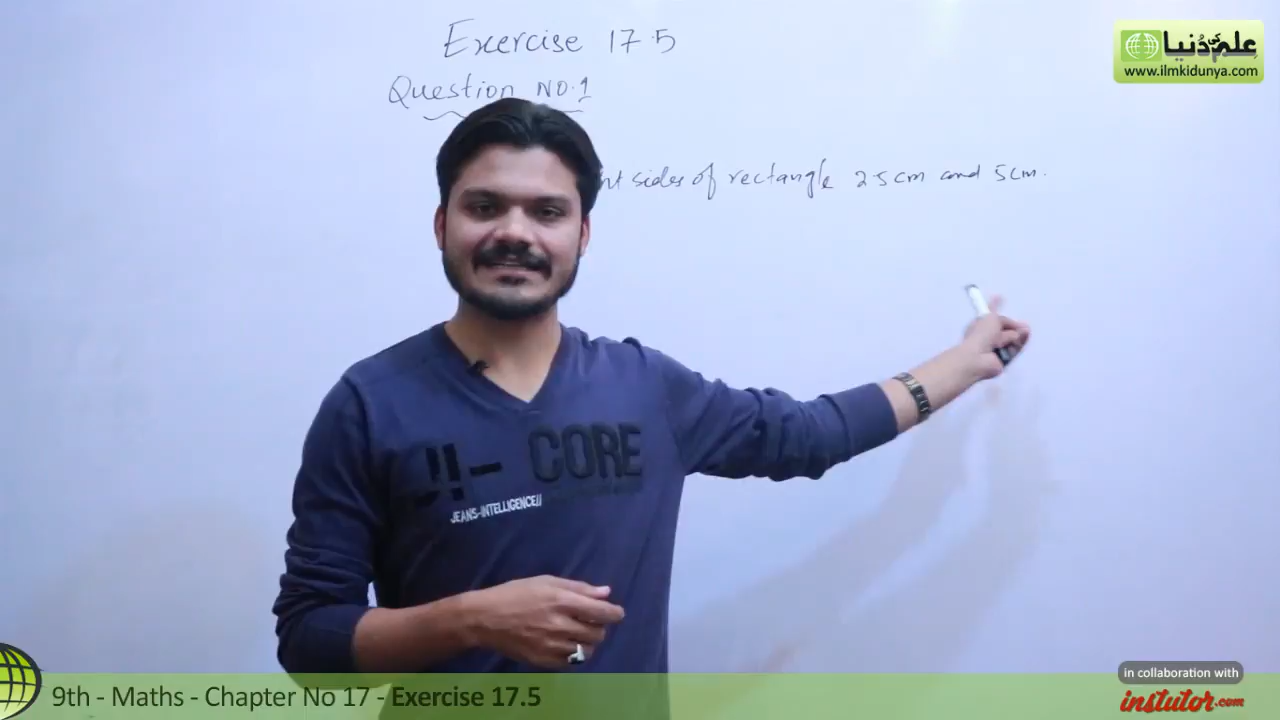 Exercise 17.5
Question NO.1
علم کی دُنیا
www.ilmkidunya.com
sides of rectangle 2.5cm and 5cm.
CORE
JEANS-INTELLIGENCE//
in collaboration with
9th - Maths - Chapter No 17 - Exercise 17.5
instutor.com